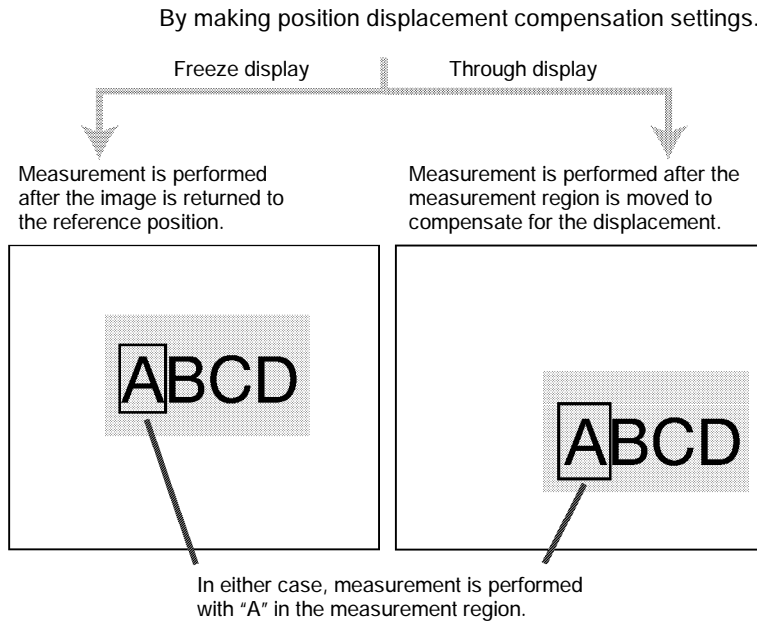 By making position displacement compensation settings.
Freeze display
Through display
Measurement is performed
after the image is returned to
the reference position.
Measurement is performed after the
measurement region is moved to
compensate for the displacement.
ABCD
ABCD
In either case, measurement is performed
with “A” in the measurement region.